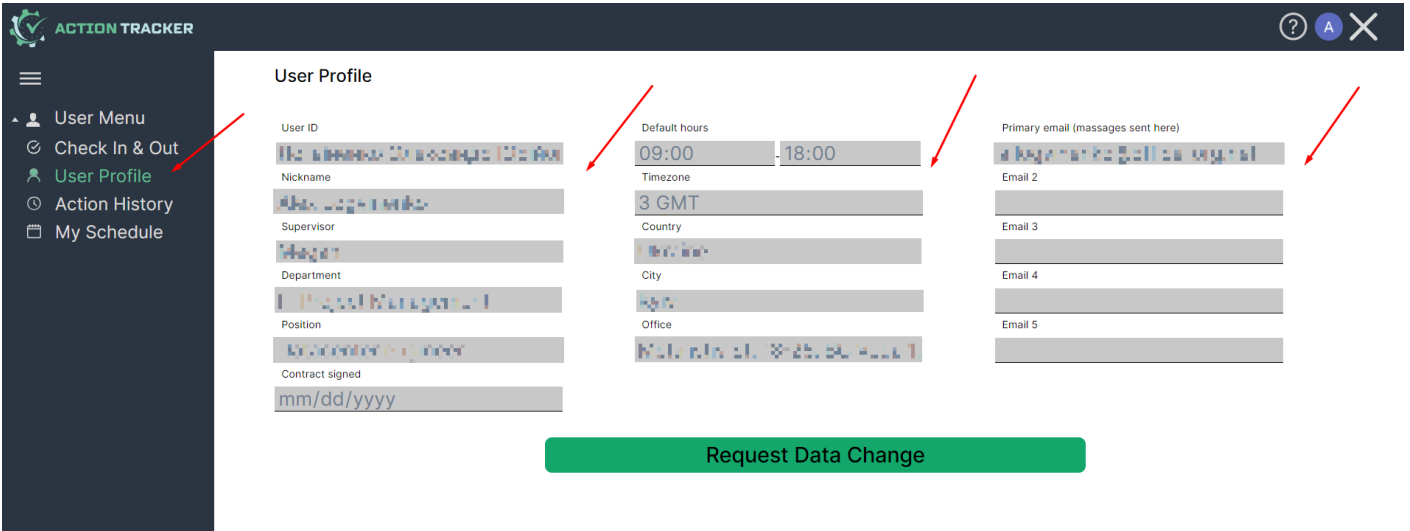 ACTION TRACKER
?
A
User Menu
Check In & Out
User Profile
Action History
My Schedule
User Profile
User ID
Nickname
Supervisor
Department
Position
Contract signed
mm/dd/yyyy
Default hours
09:00 - 18:00
Timezone
3 GMT
Country
City
Office
Primary email (massages sent here)
Email 2
Email 3
Email 4
Email 5
Request Data Change